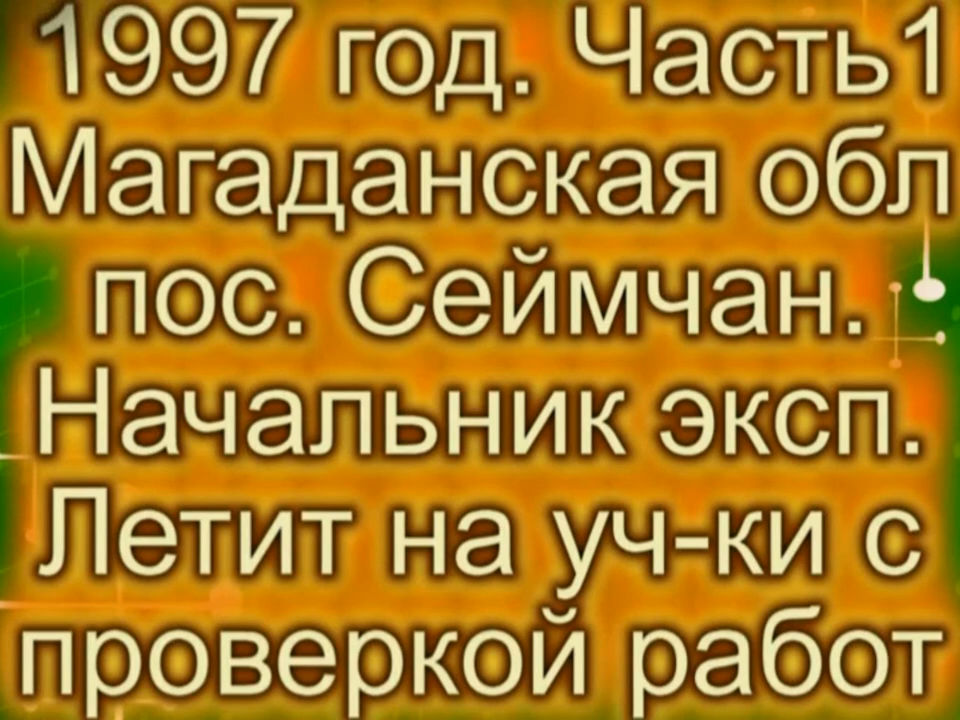 1997 год. Часть1
Магаданская обл
пос. Сеймчан.
Начальник эксп.
Летит на уч-ки с
проверкой работ